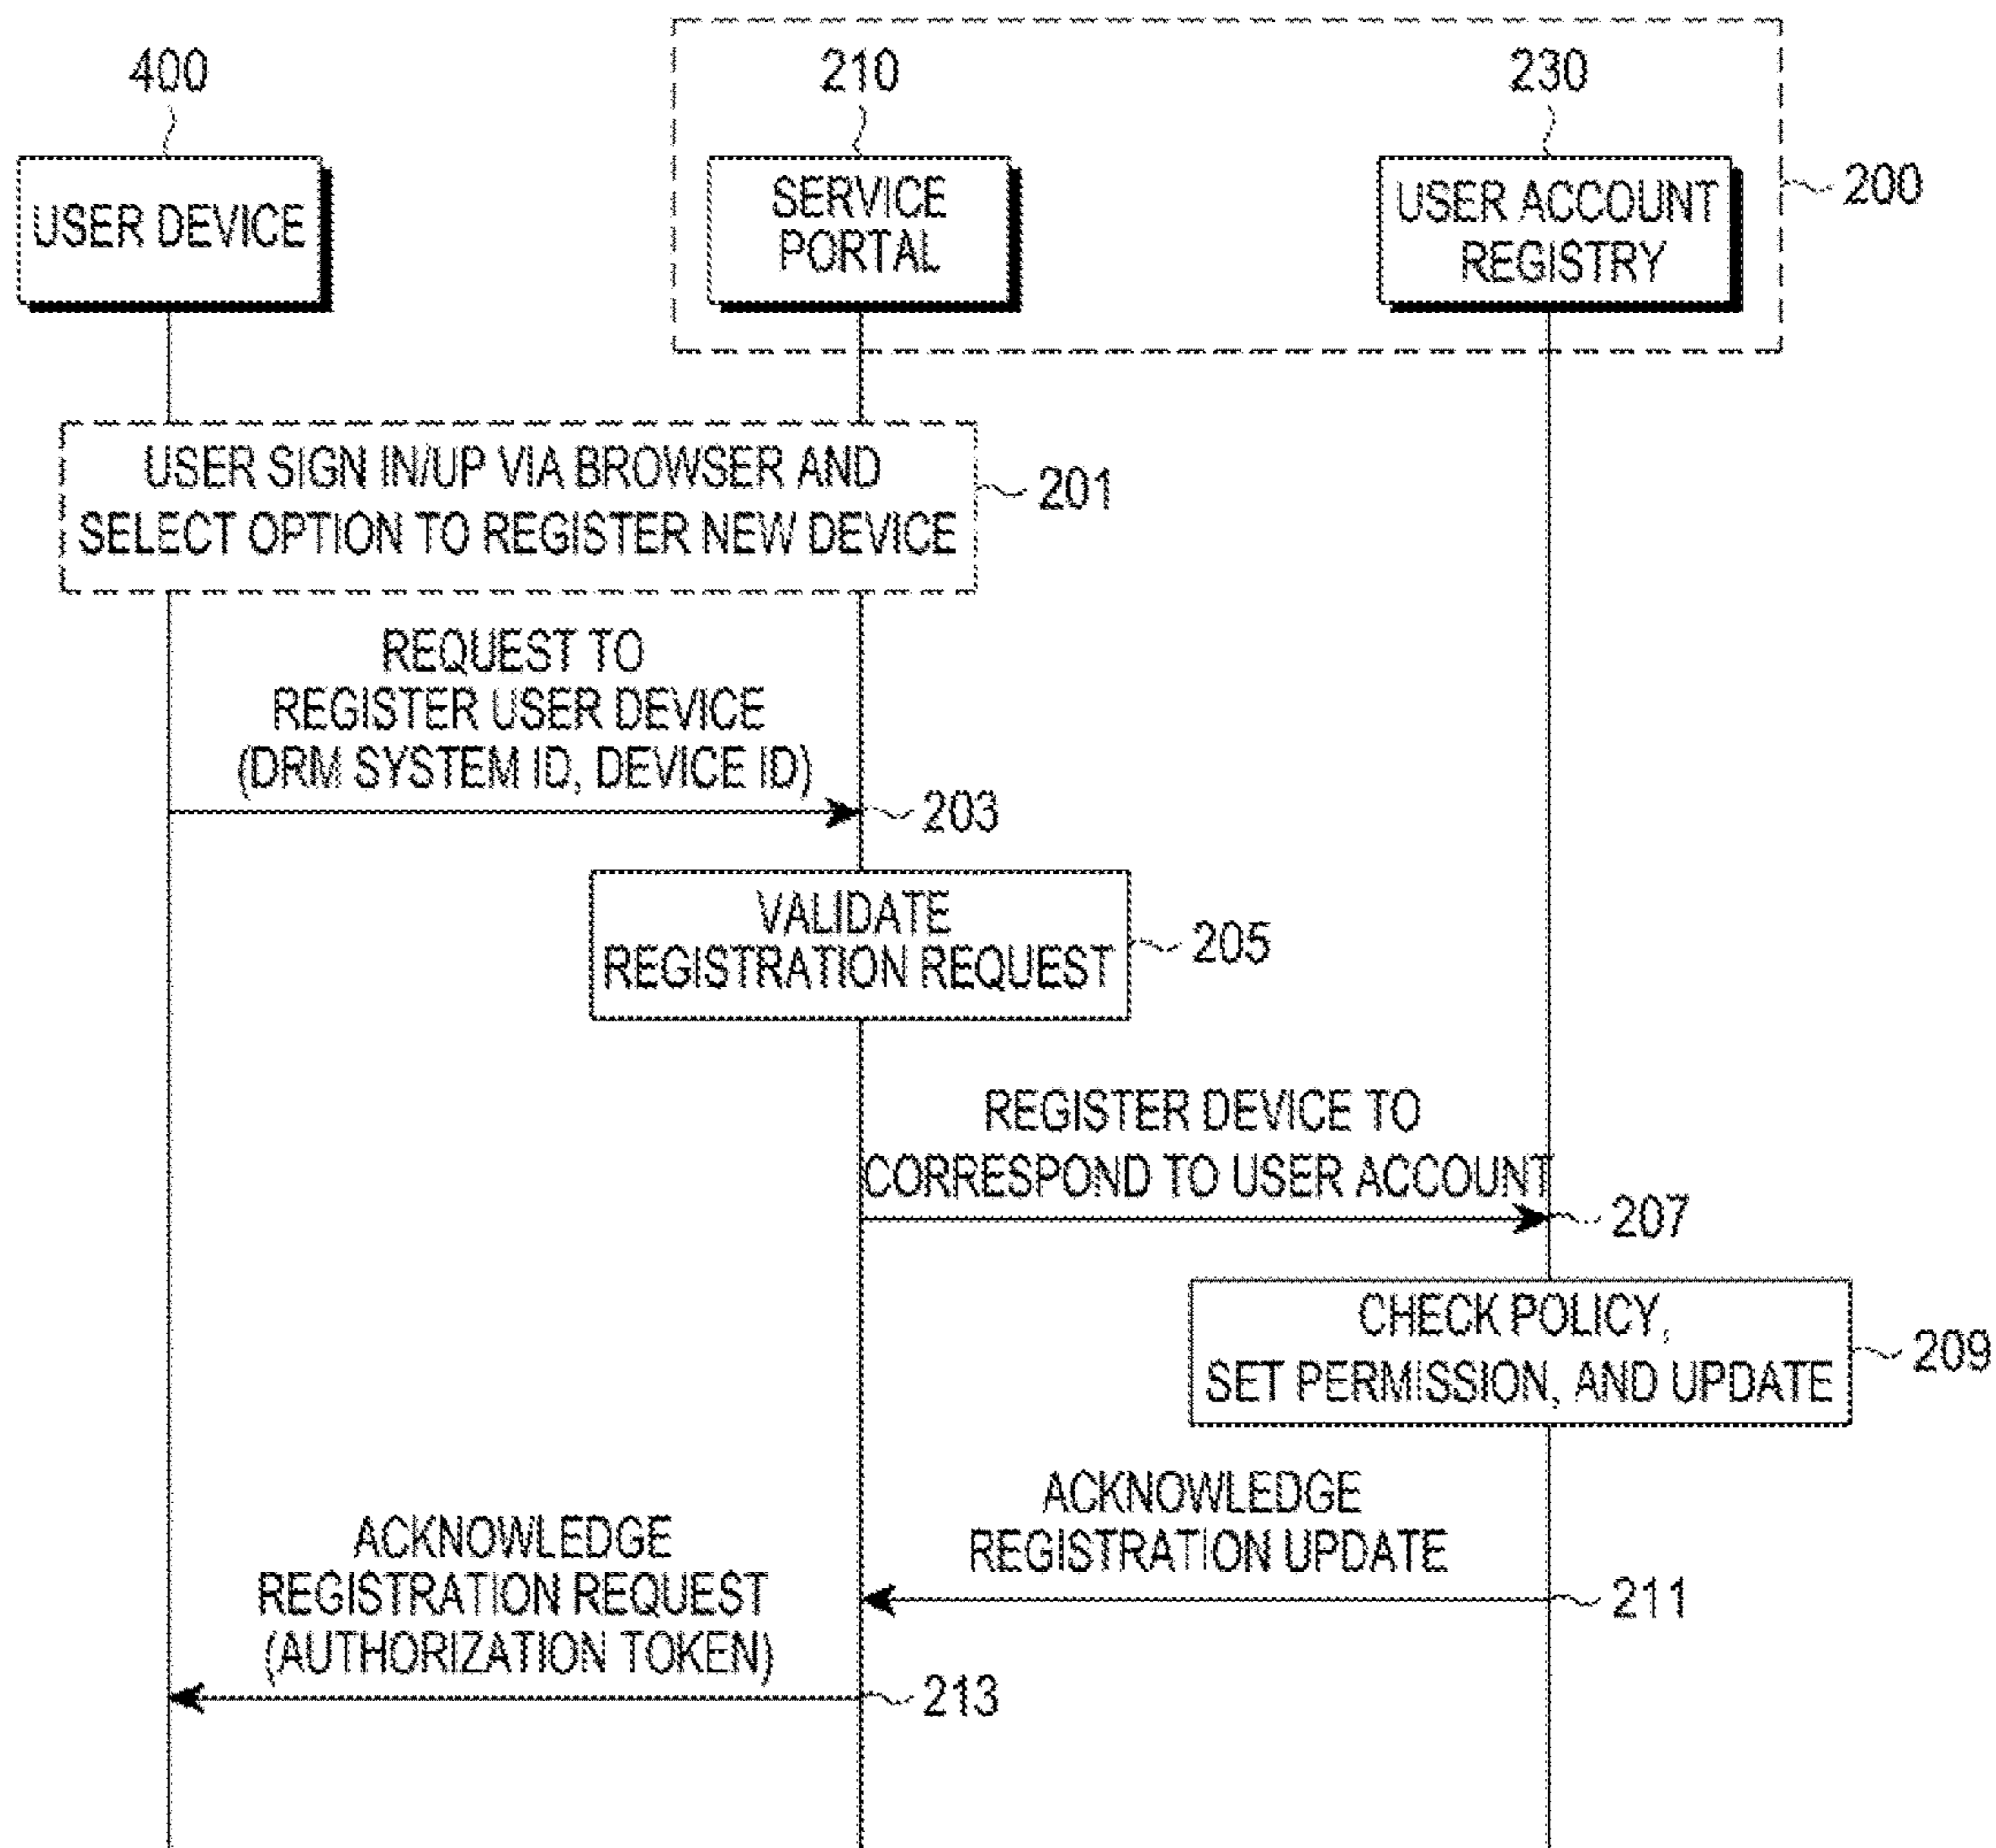 400
210
230
USER DEVICE
SERVICE
PORTAL
USER ACCOUNT
REGISTRY
200
USER SIGN IN/UP VIA BROWSER AND
SELECT OPTION TO REGISTER NEW DEVICE
201
REQUEST TO
REGISTER USER DEVICE
(DRM SYSTEM ID, DEVICE ID)
203
VALIDATE
REGISTRATION REQUEST
205
REGISTER DEVICE TO
CORRESPOND TO USER ACCOUNT
207
CHECK POLICY,
SET PERMISSION, AND UPDATE
209
ACKNOWLEDGE
REGISTRATION UPDATE
211
ACKNOWLEDGE
REGISTRATION REQUEST
(AUTHORIZATION TOKEN)
213